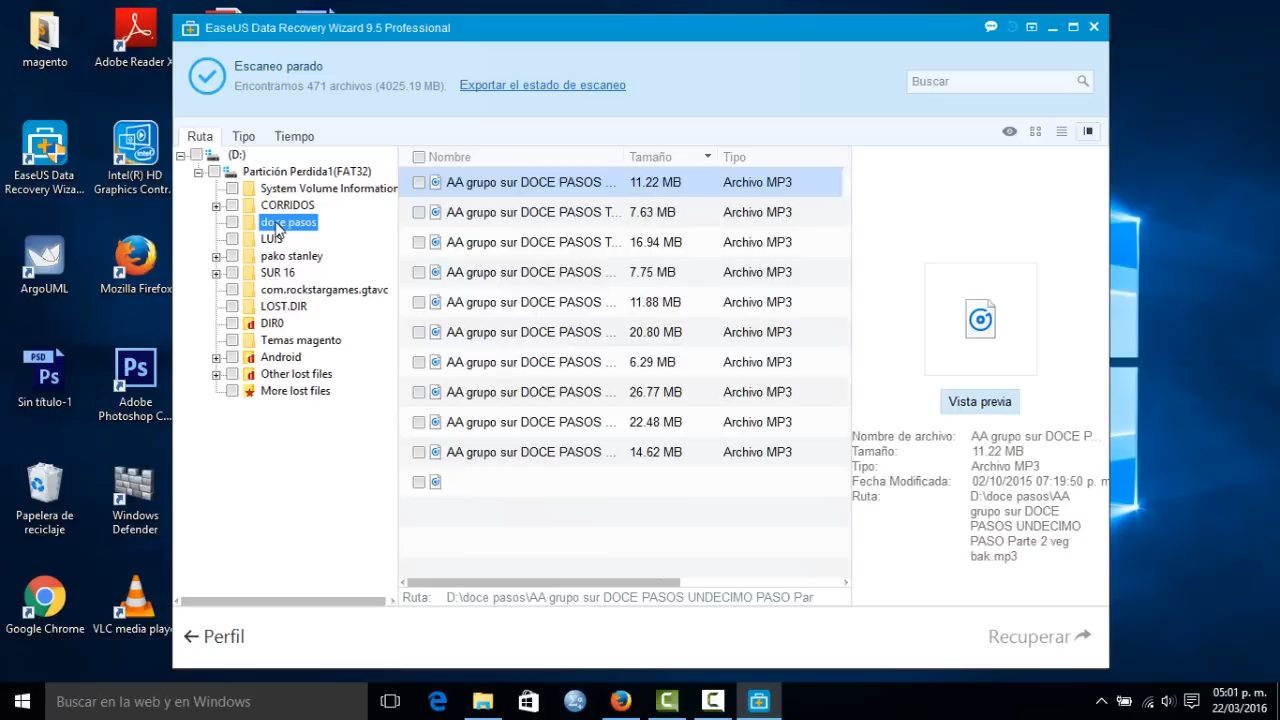 magento
Adobe Reader X
EaseUS Data
Recovery Wiza...
Intel(R) HD
Graphics Contr...
ArgoUML
Mozilla Firefox
PSD
Ps
Sin título-1
Ps
Adobe
Photoshop C...
Papelera de
reciclaje
Windows
Defender
Google Chrome
VLC media playe
EaseUS Data Recovery Wizard 9.5 Professional
Escaneo parado
Encontramos 471 archivos (4025.19 MB).
Exportar el estado de escaneo
Buscar
Ruta Tipo Tiempo
(D:)
Partición Perdida1(FAT32)
System Volume Information
CORRIDOS
doce pasos
LUIS
pako stanley
SUR 16
com.rockstargames.gtavc
LOST.DIR
DIR0
Temas magento
Android
Other lost files
More lost files
Nombre Tamaño Tipo
AA grupo sur DOCE PASOS ... 11.22 MB Archivo MP3
AA grupo sur DOCE PASOS T... 7.63 MB Archivo MP3
AA grupo sur DOCE PASOS T... 16.94 MB Archivo MP3
AA grupo sur DOCE PASOS ... 7.75 MB Archivo MP3
AA grupo sur DOCE PASOS ... 11.88 MB Archivo MP3
AA grupo sur DOCE PASOS ... 20.80 MB Archivo MP3
AA grupo sur DOCE PASOS ... 6.29 MB Archivo MP3
AA grupo sur DOCE PASOS ... 26.77 MB Archivo MP3
AA grupo sur DOCE PASOS ... 22.48 MB Archivo MP3
AA grupo sur DOCE PASOS ... 14.62 MB Archivo MP3
Ruta: D:\doce pasos\AA grupo sur DOCE PASOS UNDECIMO PASO Par
Vista previa
Nombre de archivo: AA grupo sur DOCE P...
Tamaño: 11.22 MB
Tipo: Archivo MP3
Fecha Modificada: 02/10/2015 07:19:50 p. m
Ruta: D:\doce pasos\AA
grupo sur DOCE
PASOS UNDECIMO
PASO Parte 2 veg
bak.mp3
Perfil
Recuperar
Buscar en la web y en Windows
05:01 p. m.
22/03/2016